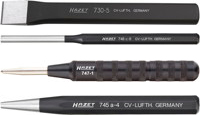 HAZET 730-5 CV-LUFTH. GERMANY
HAZET
HAZET 747-1
HAZET 745 a-4 CV-LUFTH. GERMANY